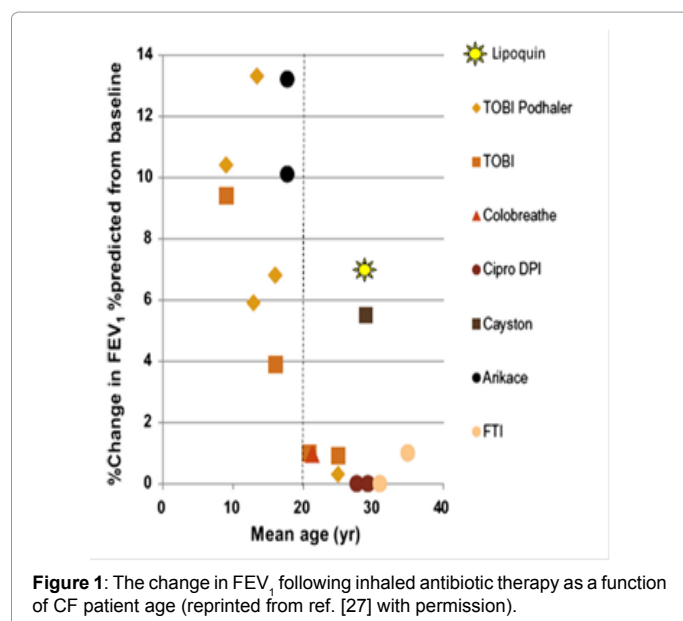 %Change in FEV1 %predicted from baseline
14
12
10
8
6
4
2
0
0 10 20 30 40
Mean age (yr)
Lipoquin
TOBI Podhaler
TOBI
Colobreathe
Cipro DPI
Cayston
Arikace
FTI
Figure 1: The change in FEV1 following inhaled antibiotic therapy as a function
of CF patient age (reprinted from ref. [27] with permission).